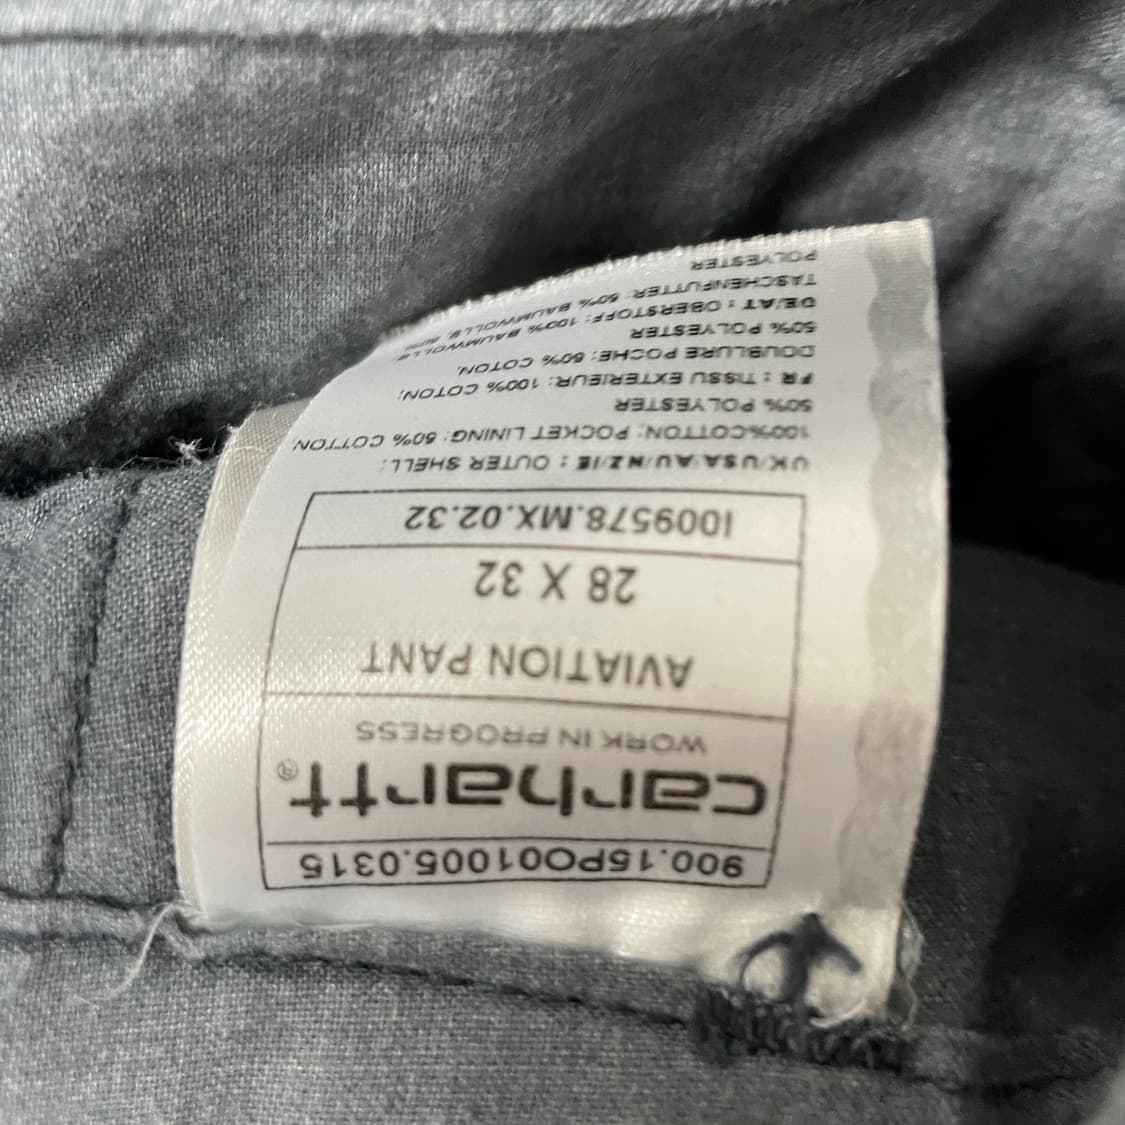 900.15PO001005.0315
carhartt®
WORK IN PROGRESS
AVIATION PANT
28 X 32
I009578.MX.02.32
UK/USA/AU/NZ/IE : OUTER SHELL:
100%COTTON; POCKET LINING: 50% COTTON
50% POLYESTER
FR : TISSU EXTERIEUR: 100% COTON;
DOUBLURE POCHE: 50% COTON,
50% POLYESTER
DE/AT : OBERSTOFF: 100% BAUMWOLLE
TASCHENFUTTER: 50% BAUMWOLLE, 50%
POLYESTER